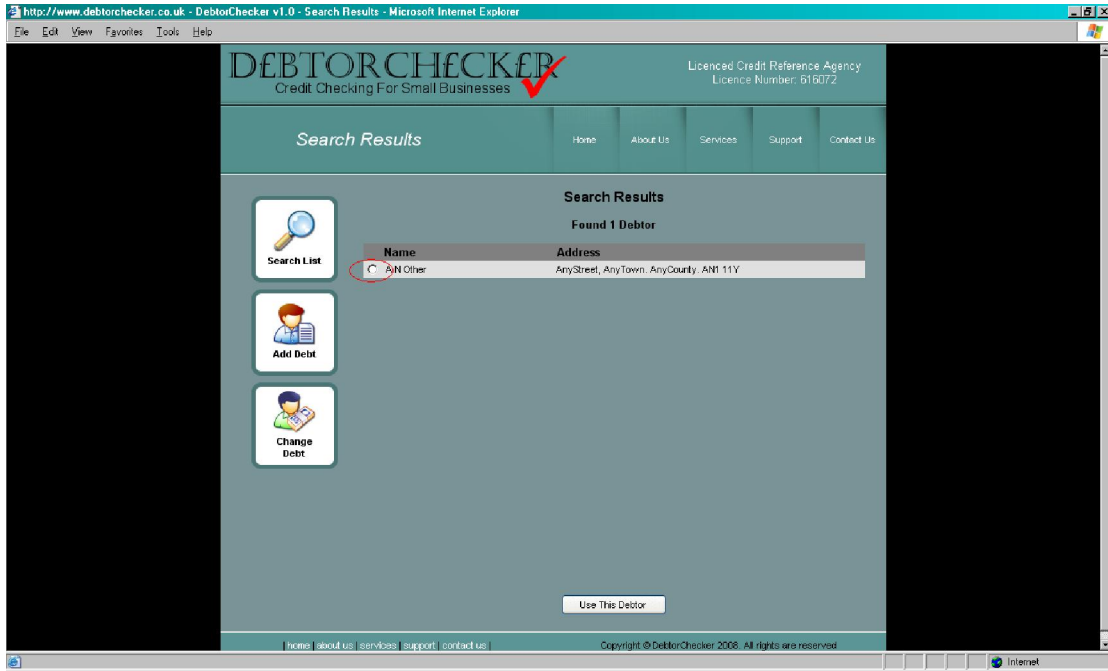 http://www.debtorchecker.co.uk - DebtorChecker v1.0 - Search Results - Microsoft Internet Explorer
File Edit View Favorites Tools Help
D£BTORCH£CK£R
Credit Checking For Small Businesses
Licenced Credit Reference Agency
Licence Number: 616072
Search Results
Home About Us Services Support Contact Us
Search Results
Found 1 Debtor
Name Address
A N Other AnyStreet, AnyTown. AnyCounty. AN1 11Y
Search List
Add Debt
Change
Debt
Use This Debtor
| home | about us | services | support | contact us |
Copyright © DebtorChecker 2008. All rights are reserved
Internet